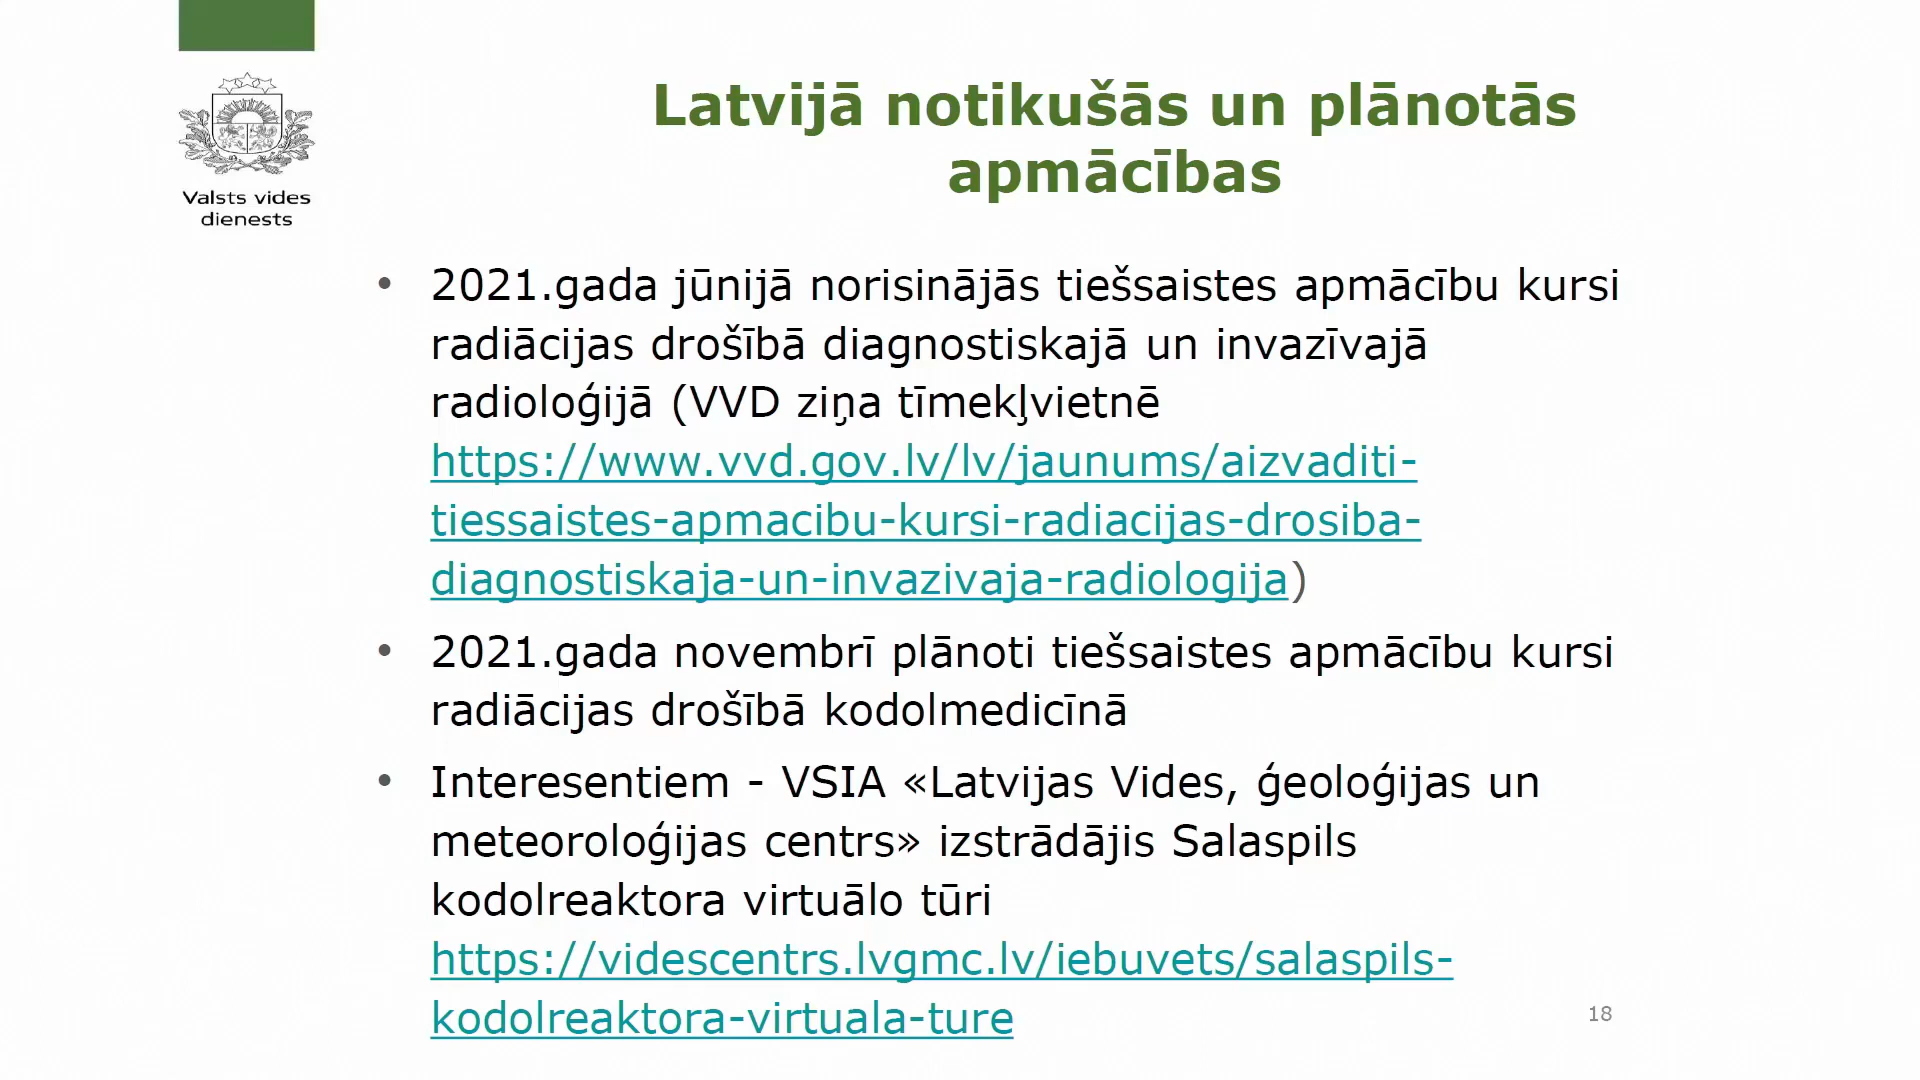 Valsts vides
dienests
Latvijā notikušās un plānotās
apmācības
• 2021.gada jūnijā norisinājās tiešsaistes apmācību kursi
radiācijas drošībā diagnostiskajā un invazīvajā
radioloģijā (VVD ziņa tīmekļvietnē
https://www.vvd.gov.lv/lv/jaunums/aizvaditi-
tiessaistes-apmacibu-kursi-radiacijas-drosiba-
diagnostiskaja-un-invazivaja-radiologija)
• 2021.gada novembrī plānoti tiešsaistes apmācību kursi
radiācijas drošībā kodolmedicīnā
• Interesentiem - VSIA «Latvijas Vides, ģeoloģijas un
meteoroloģijas centrs» izstrādājis Salaspils
kodolreaktora virtuālo tūri
https://videscentrs.lvgmc.lv/iebuvets/salaspils-
kodolreaktora-virtuala-ture
18